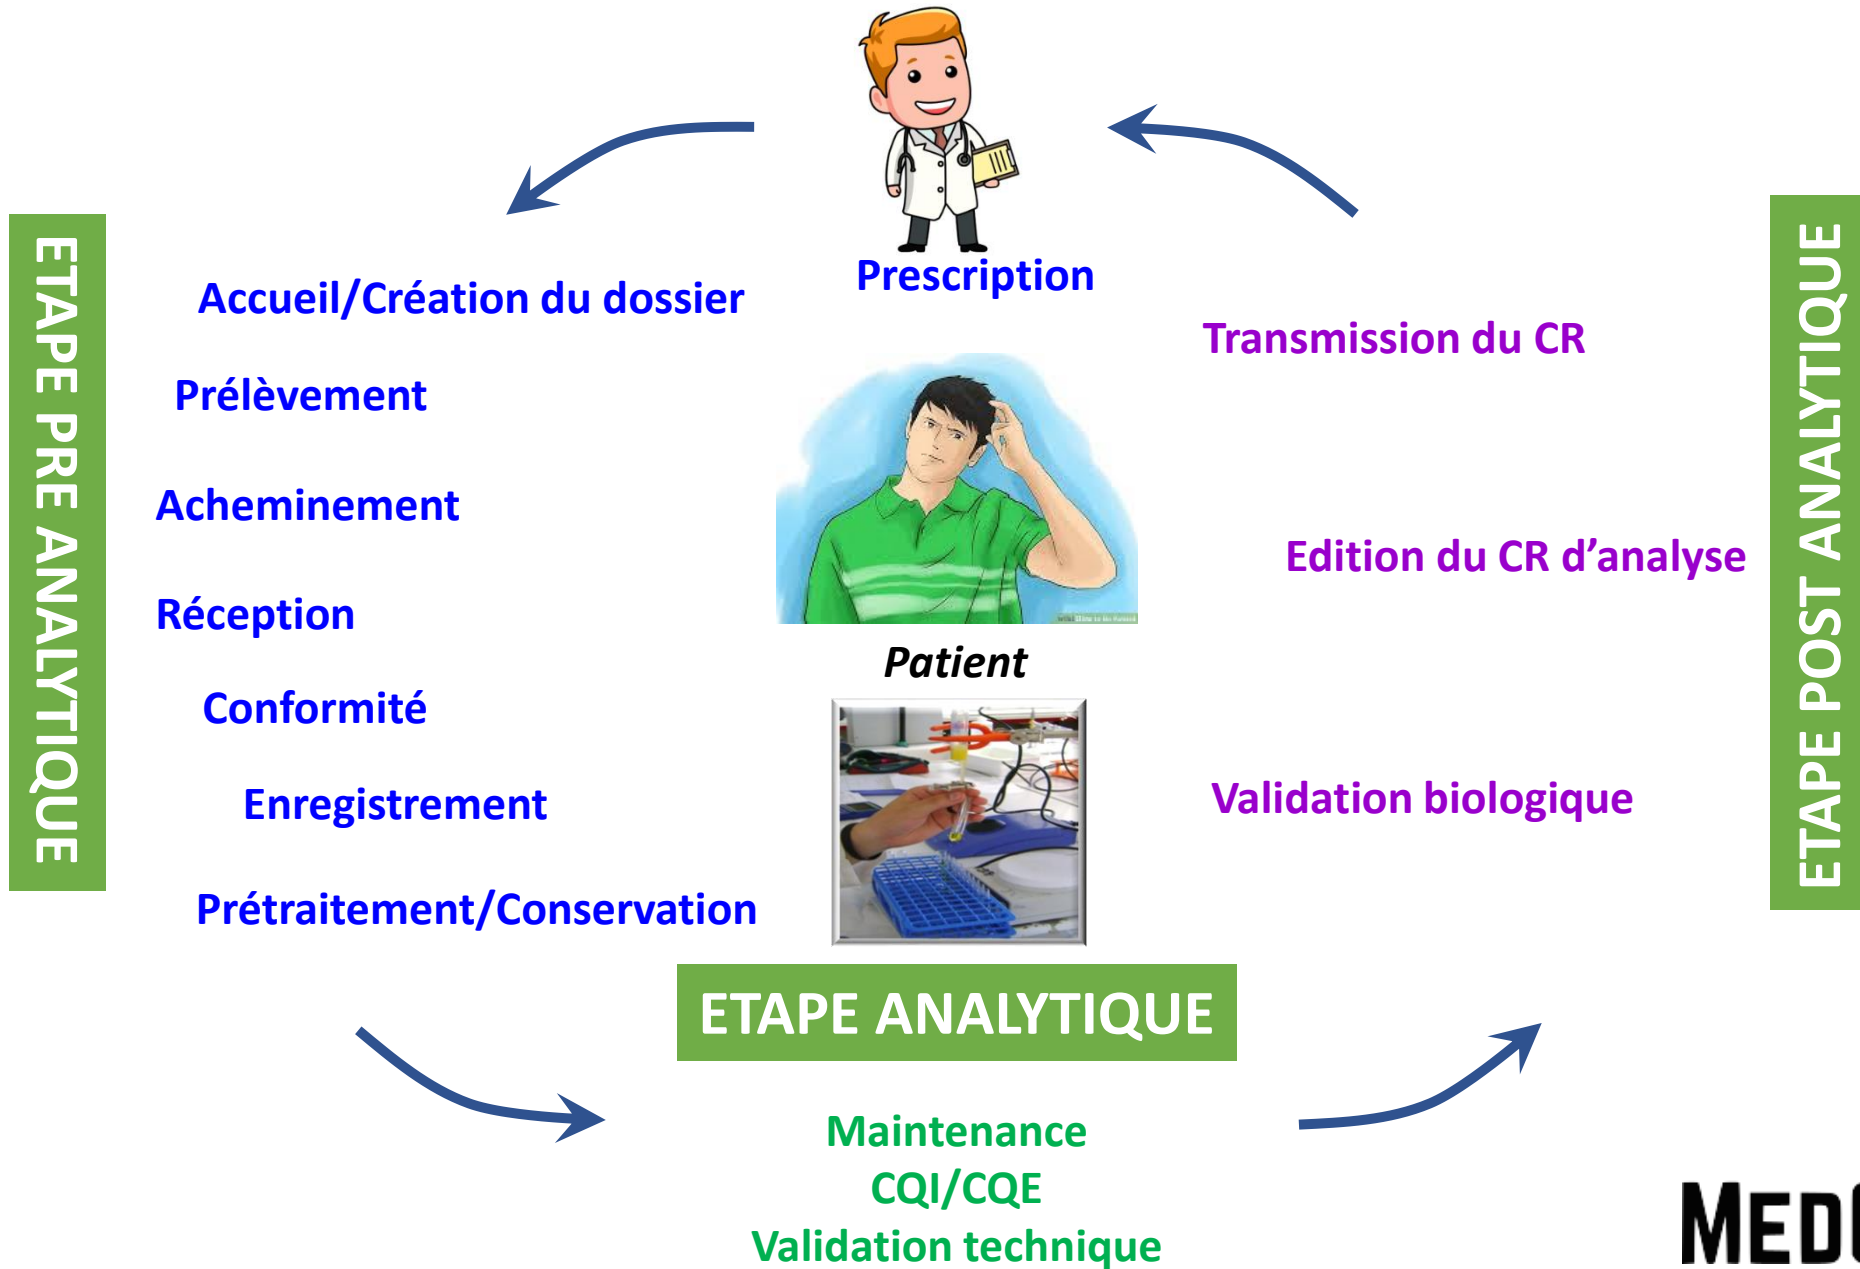 Prescription
ETAPE PRE ANALYTIQUE
Accueil/Création du dossier
Prélèvement
Acheminement
Réception
Conformité
Enregistrement
Prétraitement/Conservation
Patient
ETAPE ANALYTIQUE
Maintenance
CQI/CQE
Validation technique
ETAPE POST ANALYTIQUE
Transmission du CR
Edition du CR d’analyse
Validation biologique